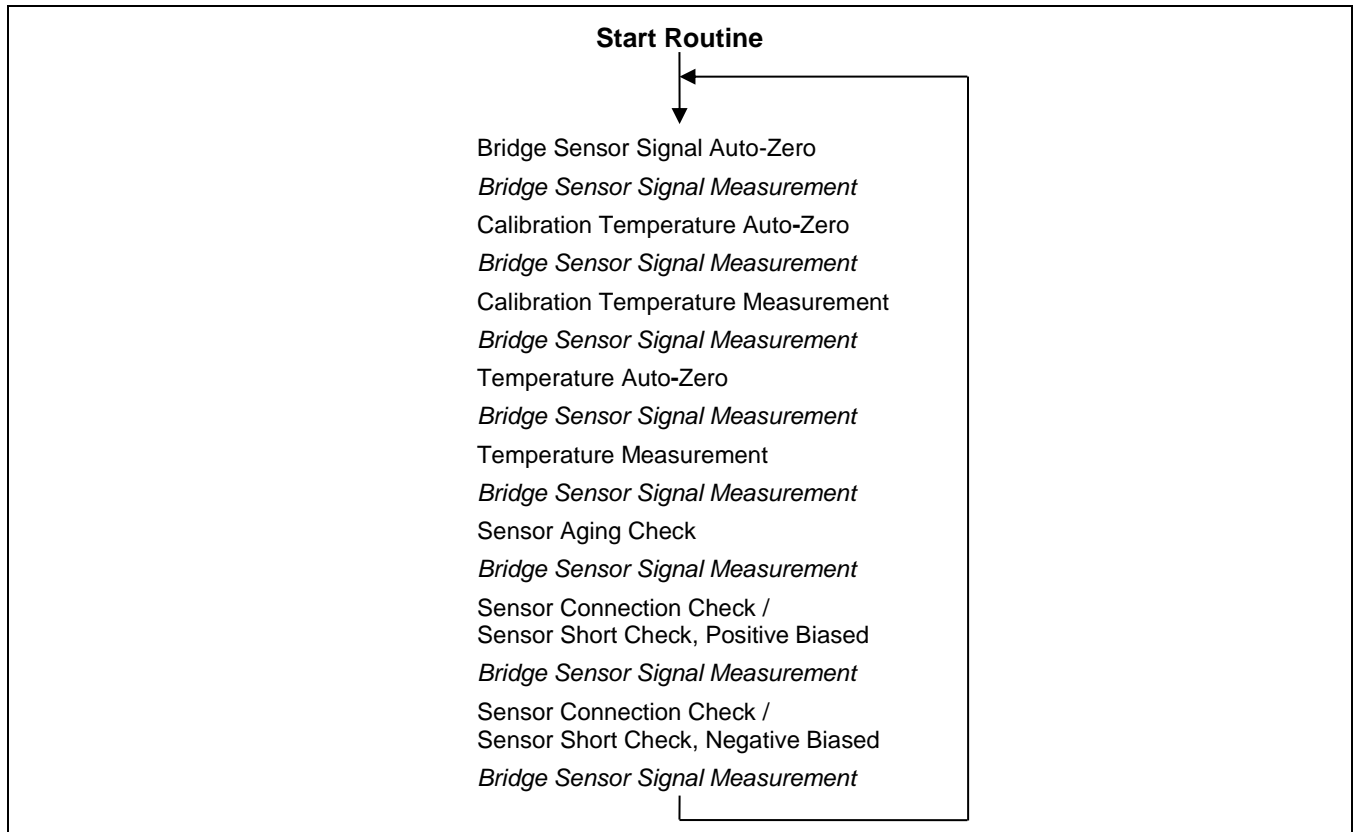 Start Routine
Bridge Sensor Signal Auto-Zero
Bridge Sensor Signal Measurement
Calibration Temperature Auto-Zero
Bridge Sensor Signal Measurement
Calibration Temperature Measurement
Bridge Sensor Signal Measurement
Temperature Auto-Zero
Bridge Sensor Signal Measurement
Temperature Measurement
Bridge Sensor Signal Measurement
Sensor Aging Check
Bridge Sensor Signal Measurement
Sensor Connection Check /
Sensor Short Check, Positive Biased
Bridge Sensor Signal Measurement
Sensor Connection Check /
Sensor Short Check, Negative Biased
Bridge Sensor Signal Measurement